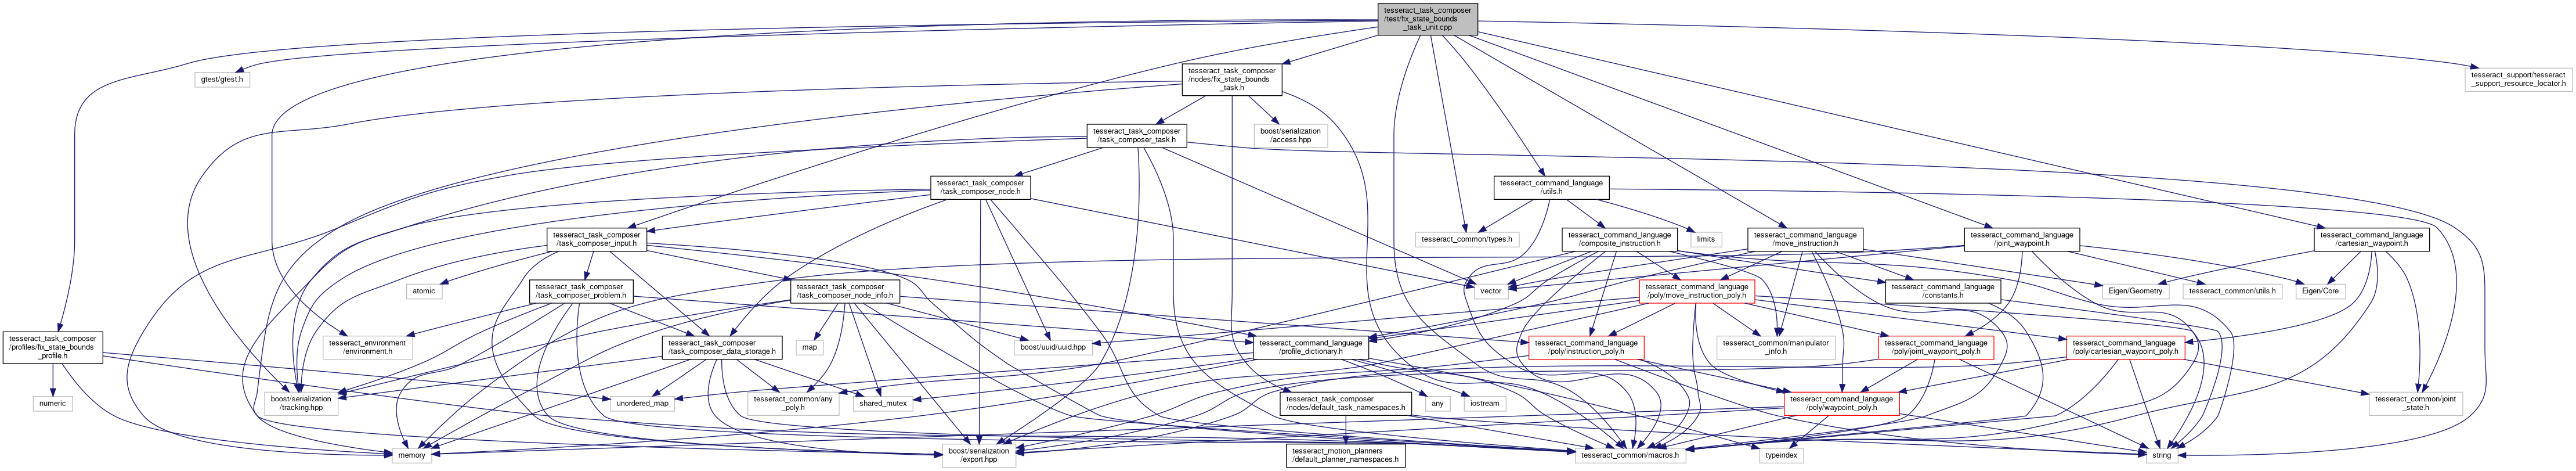 tesseract_task_composer
/test/fix_state_bounds
_task_unit.cpp
gtest/gtest.h
tesseract_task_composer
/nodes/fix_state_bounds
_task.h
tesseract_support/tesseract
_support_resource_locator.h
tesseract_task_composer
/task_composer_task.h
boost/serialization
/access.hpp
tesseract_task_composer
/task_composer_node.h
tesseract_command_language
/utils.h
tesseract_task_composer
/task_composer_input.h
tesseract_common/types.h
tesseract_command_language
/composite_instruction.h
limits
tesseract_command_language
/move_instruction.h
tesseract_command_language
/joint_waypoint.h
tesseract_command_language
/cartesian_waypoint.h
atomic
tesseract_task_composer
/task_composer_problem.h
tesseract_task_composer
/task_composer_node_info.h
vector
tesseract_command_language
/poly/move_instruction_poly.h
tesseract_command_language
/constants.h
Eigen/Geometry
tesseract_common/utils.h
Eigen/Core
tesseract_task_composer
/profiles/fix_state_bounds
_profile.h
tesseract_environment
/environment.h
tesseract_task_composer
/task_composer_data_storage.h
map
boost/uuid/uuid.hpp
tesseract_command_language
/profile_dictionary.h
tesseract_command_language
/poly/instruction_poly.h
tesseract_common/manipulator
_info.h
tesseract_command_language
/poly/joint_waypoint_poly.h
tesseract_command_language
/poly/cartesian_waypoint_poly.h
numeric
boost/serialization
/tracking.hpp
unordered_map
tesseract_common/any
_poly.h
shared_mutex
tesseract_task_composer
/nodes/default_task_namespaces.h
any
iostream
tesseract_command_language
/poly/waypoint_poly.h
tesseract_common/joint
_state.h
memory
boost/serialization
/export.hpp
tesseract_motion_planners
/default_planner_namespaces.h
tesseract_common/macros.h
typeindex
string